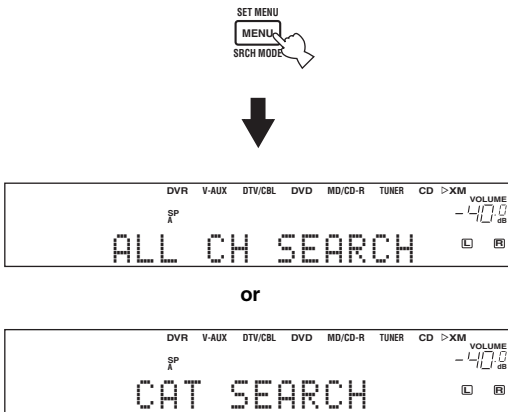 SET MENU
MENU
SRCH MODE
DVR V-AUX DTV/CBL DVD MD/CD-R TUNER CD ▷XM
VOLUME
SP
A
-40.0
dB
ALL CH SEARCH L R
or
DVR V-AUX DTV/CBL DVD MD/CD-R TUNER CD ▷XM
VOLUME
SP
A
-40.0
dB
CAT SEARCH L R